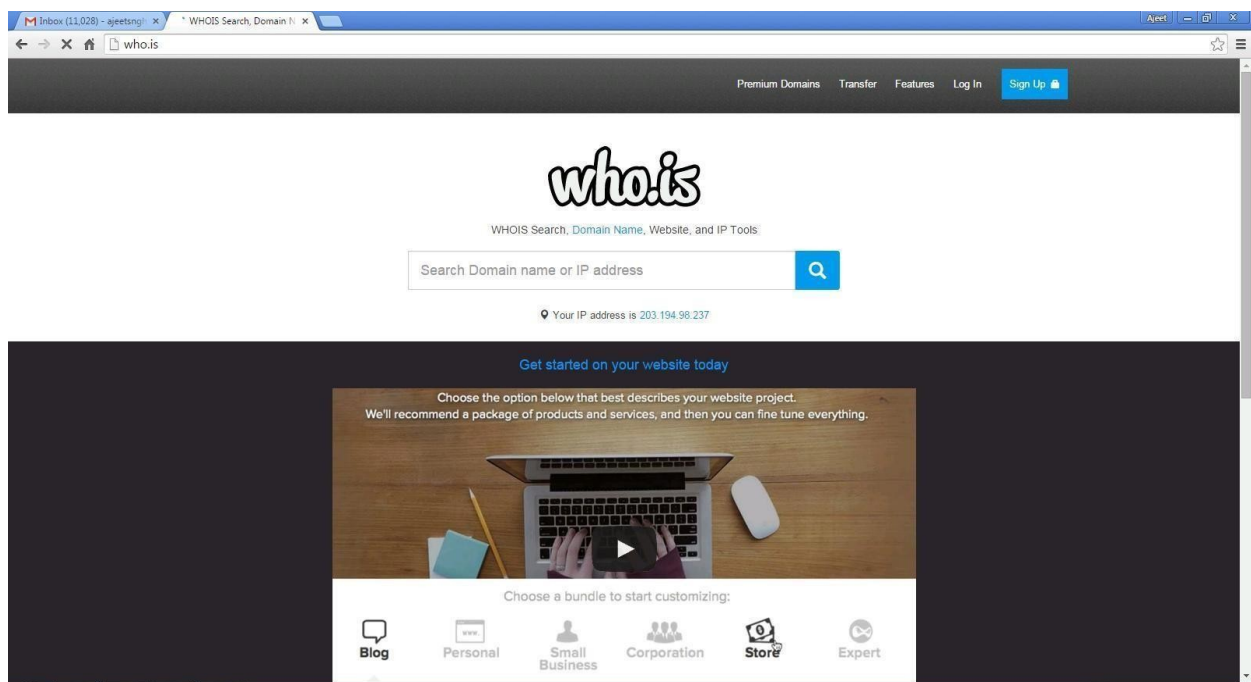 Inbox (11,028) - ajeetsngh
WHOIS Search, Domain N
Ajeet
who.is
Premium Domains Transfer Features Log In Sign Up
who.is
WHOIS Search, Domain Name, Website, and IP Tools
Search Domain name or IP address
Your IP address is 203.194.98.237
Get started on your website today
Choose the option below that best describes your website project.
We'll recommend a package of products and services, and then you can fine tune everything.
Choose a bundle to start customizing:
www.
0
Blog Personal Small Business Corporation Store Expert